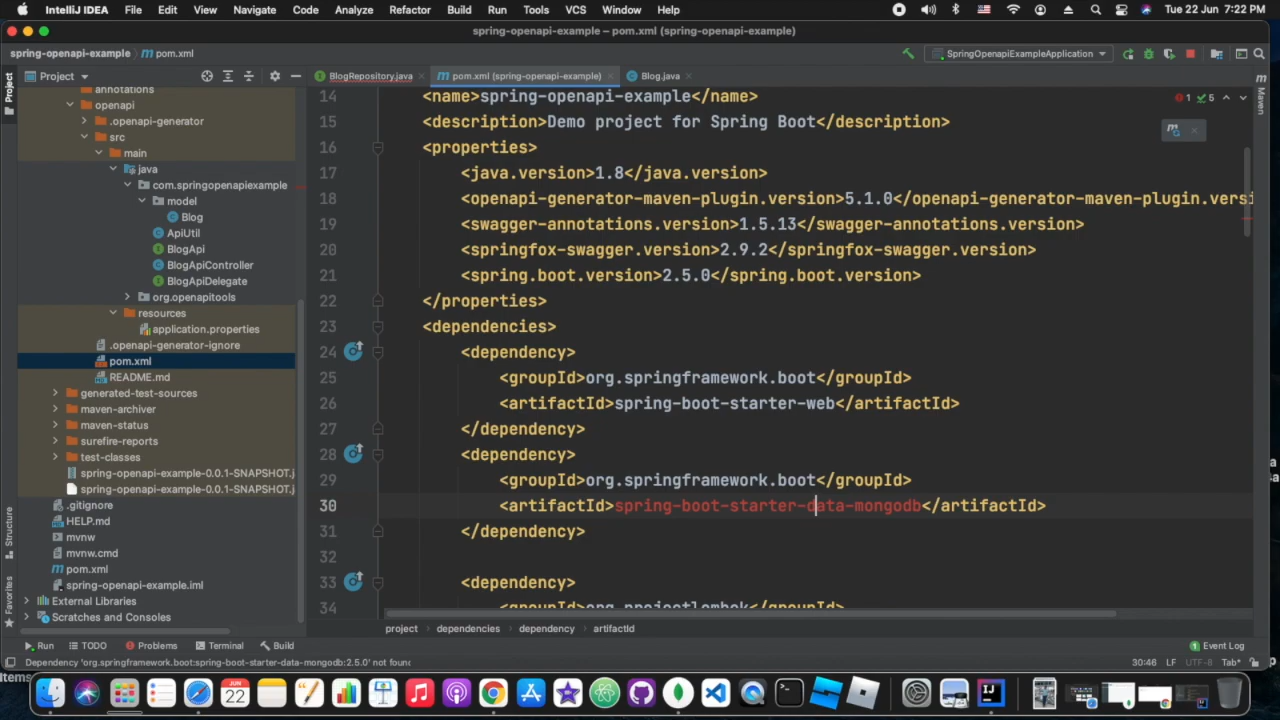 IntelliJ IDEA File Edit View Navigate Code Analyze Refactor Build Run Tools VCS Window Help Tue 22 Jun 7:22 PM
spring-openapi-example – pom.xml (spring-openapi-example)
spring-openapi-example pom.xml SpringOpenapiExampleApplication
Project BlogRepository.java pom.xml (spring-openapi-example) Blog.java
Project
Structure
Favorites
Maven
annotations
openapi
.openapi-generator
src
main
java
com.springopenapiexample
model
Blog
ApiUtil
BlogApi
BlogApiController
BlogApiDelegate
org.openapitools
resources
application.properties
.openapi-generator-ignore
pom.xml
README.md
generated-test-sources
maven-archiver
maven-status
surefire-reports
test-classes
spring-openapi-example-0.0.1-SNAPSHOT.j
spring-openapi-example-0.0.1-SNAPSHOT.j
.gitignore
HELP.md
mvnw
mvnw.cmd
pom.xml
spring-openapi-example.iml
External Libraries
Scratches and Consoles
1 5
14 <name>spring-openapi-example</name>
15 <description>Demo project for Spring Boot</description>
16 <properties>
17 <java.version>1.8</java.version>
18 <openapi-generator-maven-plugin.version>5.1.0</openapi-generator-maven-plugin.versi
19 <swagger-annotations.version>1.5.13</swagger-annotations.version>
20 <springfox-swagger.version>2.9.2</springfox-swagger.version>
21 <spring.boot.version>2.5.0</spring.boot.version>
22 </properties>
23 <dependencies>
24 <dependency>
25 <groupId>org.springframework.boot</groupId>
26 <artifactId>spring-boot-starter-web</artifactId>
27 </dependency>
28 <dependency>
29 <groupId>org.springframework.boot</groupId>
30 <artifactId>spring-boot-starter-data-mongodb</artifactId>
31 </dependency>
32
33 <dependency>
34 <groupId>org.projectlombok</groupId>
project dependencies dependency artifactId
Run TODO Problems Terminal Build Event Log
Dependency 'org.springframework.boot:spring-boot-starter-data-mongodb:2.5.0' not found 30:46 LF UTF-8 Tab*
JUN
22